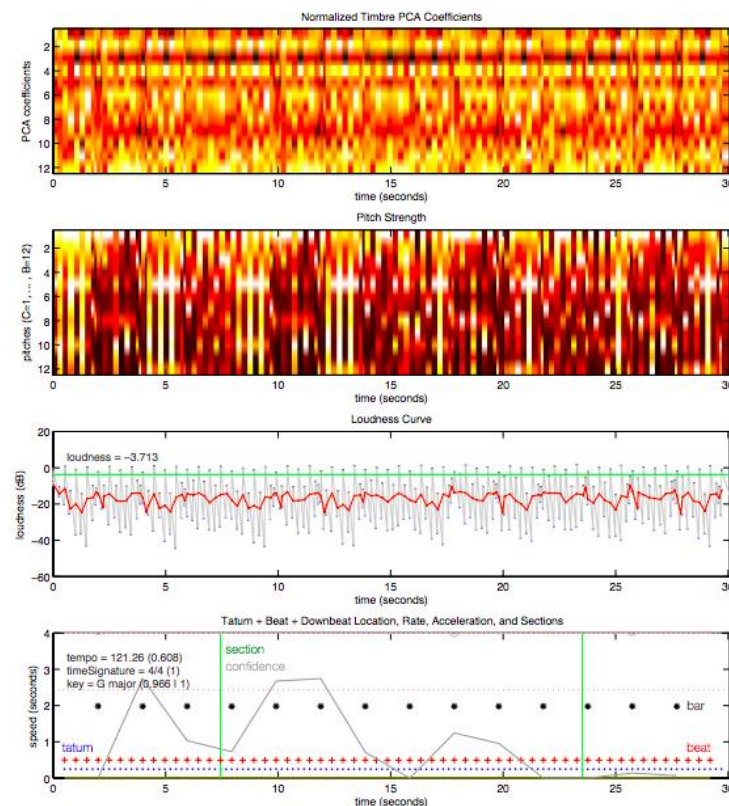 Normalized Timbre PCA Coefficients
PCA coefficients
2
4
6
8
10
12
0 5 10 15 20 25 30
time (seconds)
Pitch Strength
pitches {C=1, ... , B=12}
2
4
6
8
10
12
0 5 10 15 20 25 30
time (seconds)
Loudness Curve
loudness (dB)
20
0
−20
−40
−60
loudness = −3.713
0 5 10 15 20 25 30
time (seconds)
Tatum + Beat + Downbeat Location, Rate, Acceleration, and Sections
speed (seconds)
4
3
2
1
0
tempo = 121.26 (0.608)
timeSignature = 4/4 (1)
key = G major (0.966 | 1)
section
confidence
bar
tatum
beat
0 5 10 15 20 25 30
time (seconds)